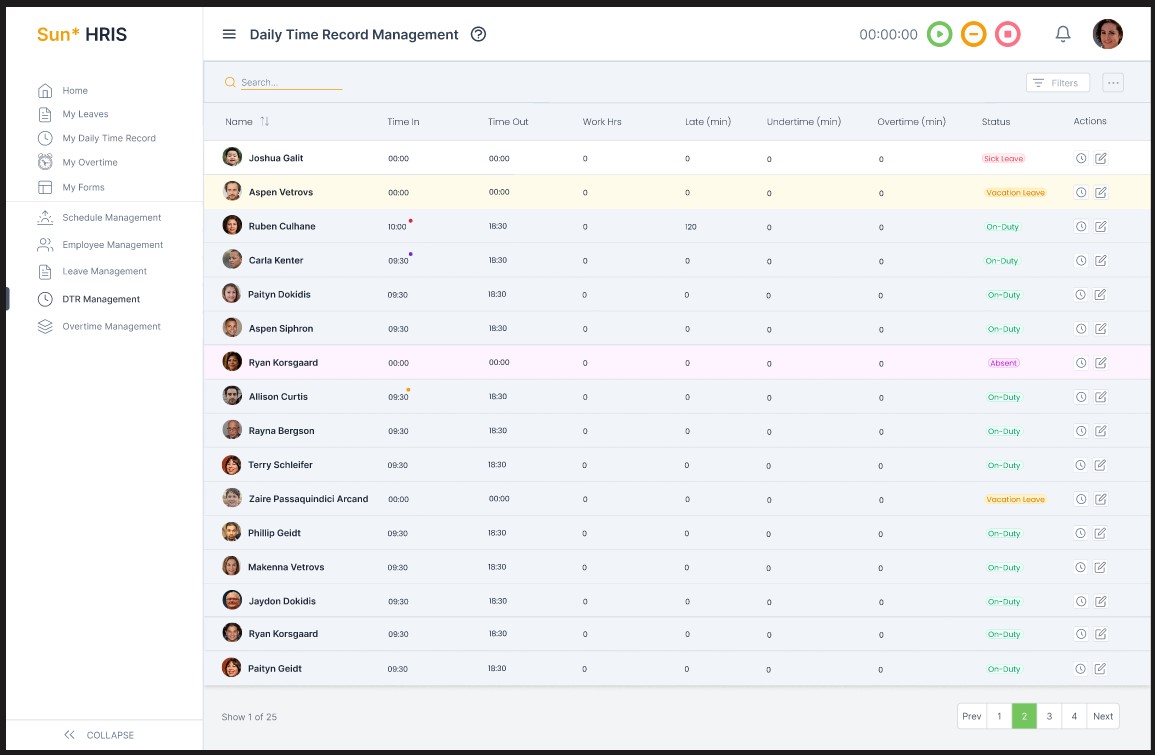 Sun* HRIS
Daily Time Record Management
00:00:00
Home
My Leaves
My Daily Time Record
My Overtime
My Forms
Schedule Management
Employee Management
Leave Management
DTR Management
Overtime Management
COLLAPSE
Search...
Filters
Name Time In Time Out Work Hrs Late (min) Undertime (min) Overtime (min) Status Actions
Joshua Galit 00:00 00:00 0 0 0 0 Sick Leave
Aspen Vetrovs 00:00 00:00 0 0 0 0 Vacation Leave
Ruben Culhane 10:00 18:30 0 120 0 0 On-Duty
Carla Kenter 09:30 18:30 0 0 0 0 On-Duty
Paityn Dokidis 09:30 18:30 0 0 0 0 On-Duty
Aspen Siphron 09:30 18:30 0 0 0 0 On-Duty
Ryan Korsgaard 00:00 00:00 0 0 0 0 Absent
Allison Curtis 09:30 18:30 0 0 0 0 On-Duty
Rayna Bergson 09:30 18:30 0 0 0 0 On-Duty
Terry Schleifer 09:30 18:30 0 0 0 0 On-Duty
Zaire Passaquindici Arcand 00:00 00:00 0 0 0 0 Vacation Leave
Phillip Geidt 09:30 18:30 0 0 0 0 On-Duty
Makenna Vetrovs 09:30 18:30 0 0 0 0 On-Duty
Jaydon Dokidis 09:30 18:30 0 0 0 0 On-Duty
Ryan Korsgaard 09:30 18:30 0 0 0 0 On-Duty
Paityn Geidt 09:30 18:30 0 0 0 0 On-Duty
Show 1 of 25
Prev 1 2 3 4 Next